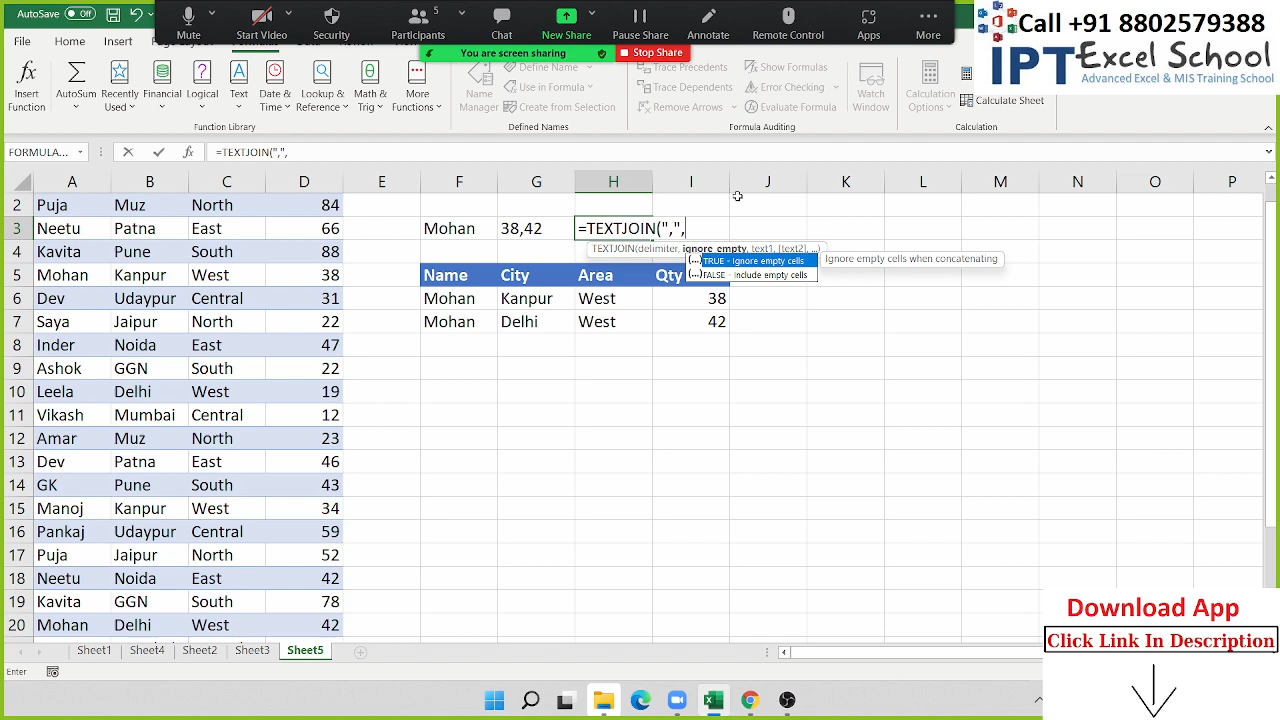 AutoSave Off
Mute
Start Video
Security
Participants 5
Chat
New Share
Pause Share
Annotate
Remote Control
Apps
More
You are screen sharing
Stop Share
Call +91 8802579388
IPT Excel School
Advanced Excel & MIS Training School
File Home Insert
Insert Function
AutoSum
Recently Used
Financial
Logical
Text
Date & Time
Lookup & Reference
Math & Trig
More Functions
Function Library
Name Manager
Define Name
Use in Formula
Create from Selection
Defined Names
Trace Precedents
Trace Dependents
Remove Arrows
Show Formulas
Error Checking
Evaluate Formula
Formula Auditing
Watch Window
Calculation Options
Calculate Sheet
Calculation
FORMULA... fx =TEXTJOIN(",",
A B C D E F G H I J K L M N O P
2 Puja Muz North 84
3 Neetu Patna East 66 Mohan 38,42 =TEXTJOIN(",",
TEXTJOIN(delimiter, ignore_empty, text1, [text2], ...)
(...) TRUE - Ignore empty cells Ignore empty cells when concatenating
(...) FALSE - Include empty cells
4 Kavita Pune South 88
5 Mohan Kanpur West 38 Name City Area Qty
6 Dev Udaypur Central 31 Mohan Kanpur West 38
7 Saya Jaipur North 22 Mohan Delhi West 42
8 Inder Noida East 47
9 Ashok GGN South 22
10 Leela Delhi West 19
11 Vikash Mumbai Central 12
12 Amar Muz North 23
13 Dev Patna East 46
14 GK Pune South 43
15 Manoj Kanpur West 34
16 Pankaj Udaypur Central 59
17 Puja Jaipur North 52
18 Neetu Noida East 42
19 Kavita GGN South 78
20 Mohan Delhi West 42
Sheet1 Sheet4 Sheet2 Sheet3 Sheet5
Enter
Download App
Click Link In Description